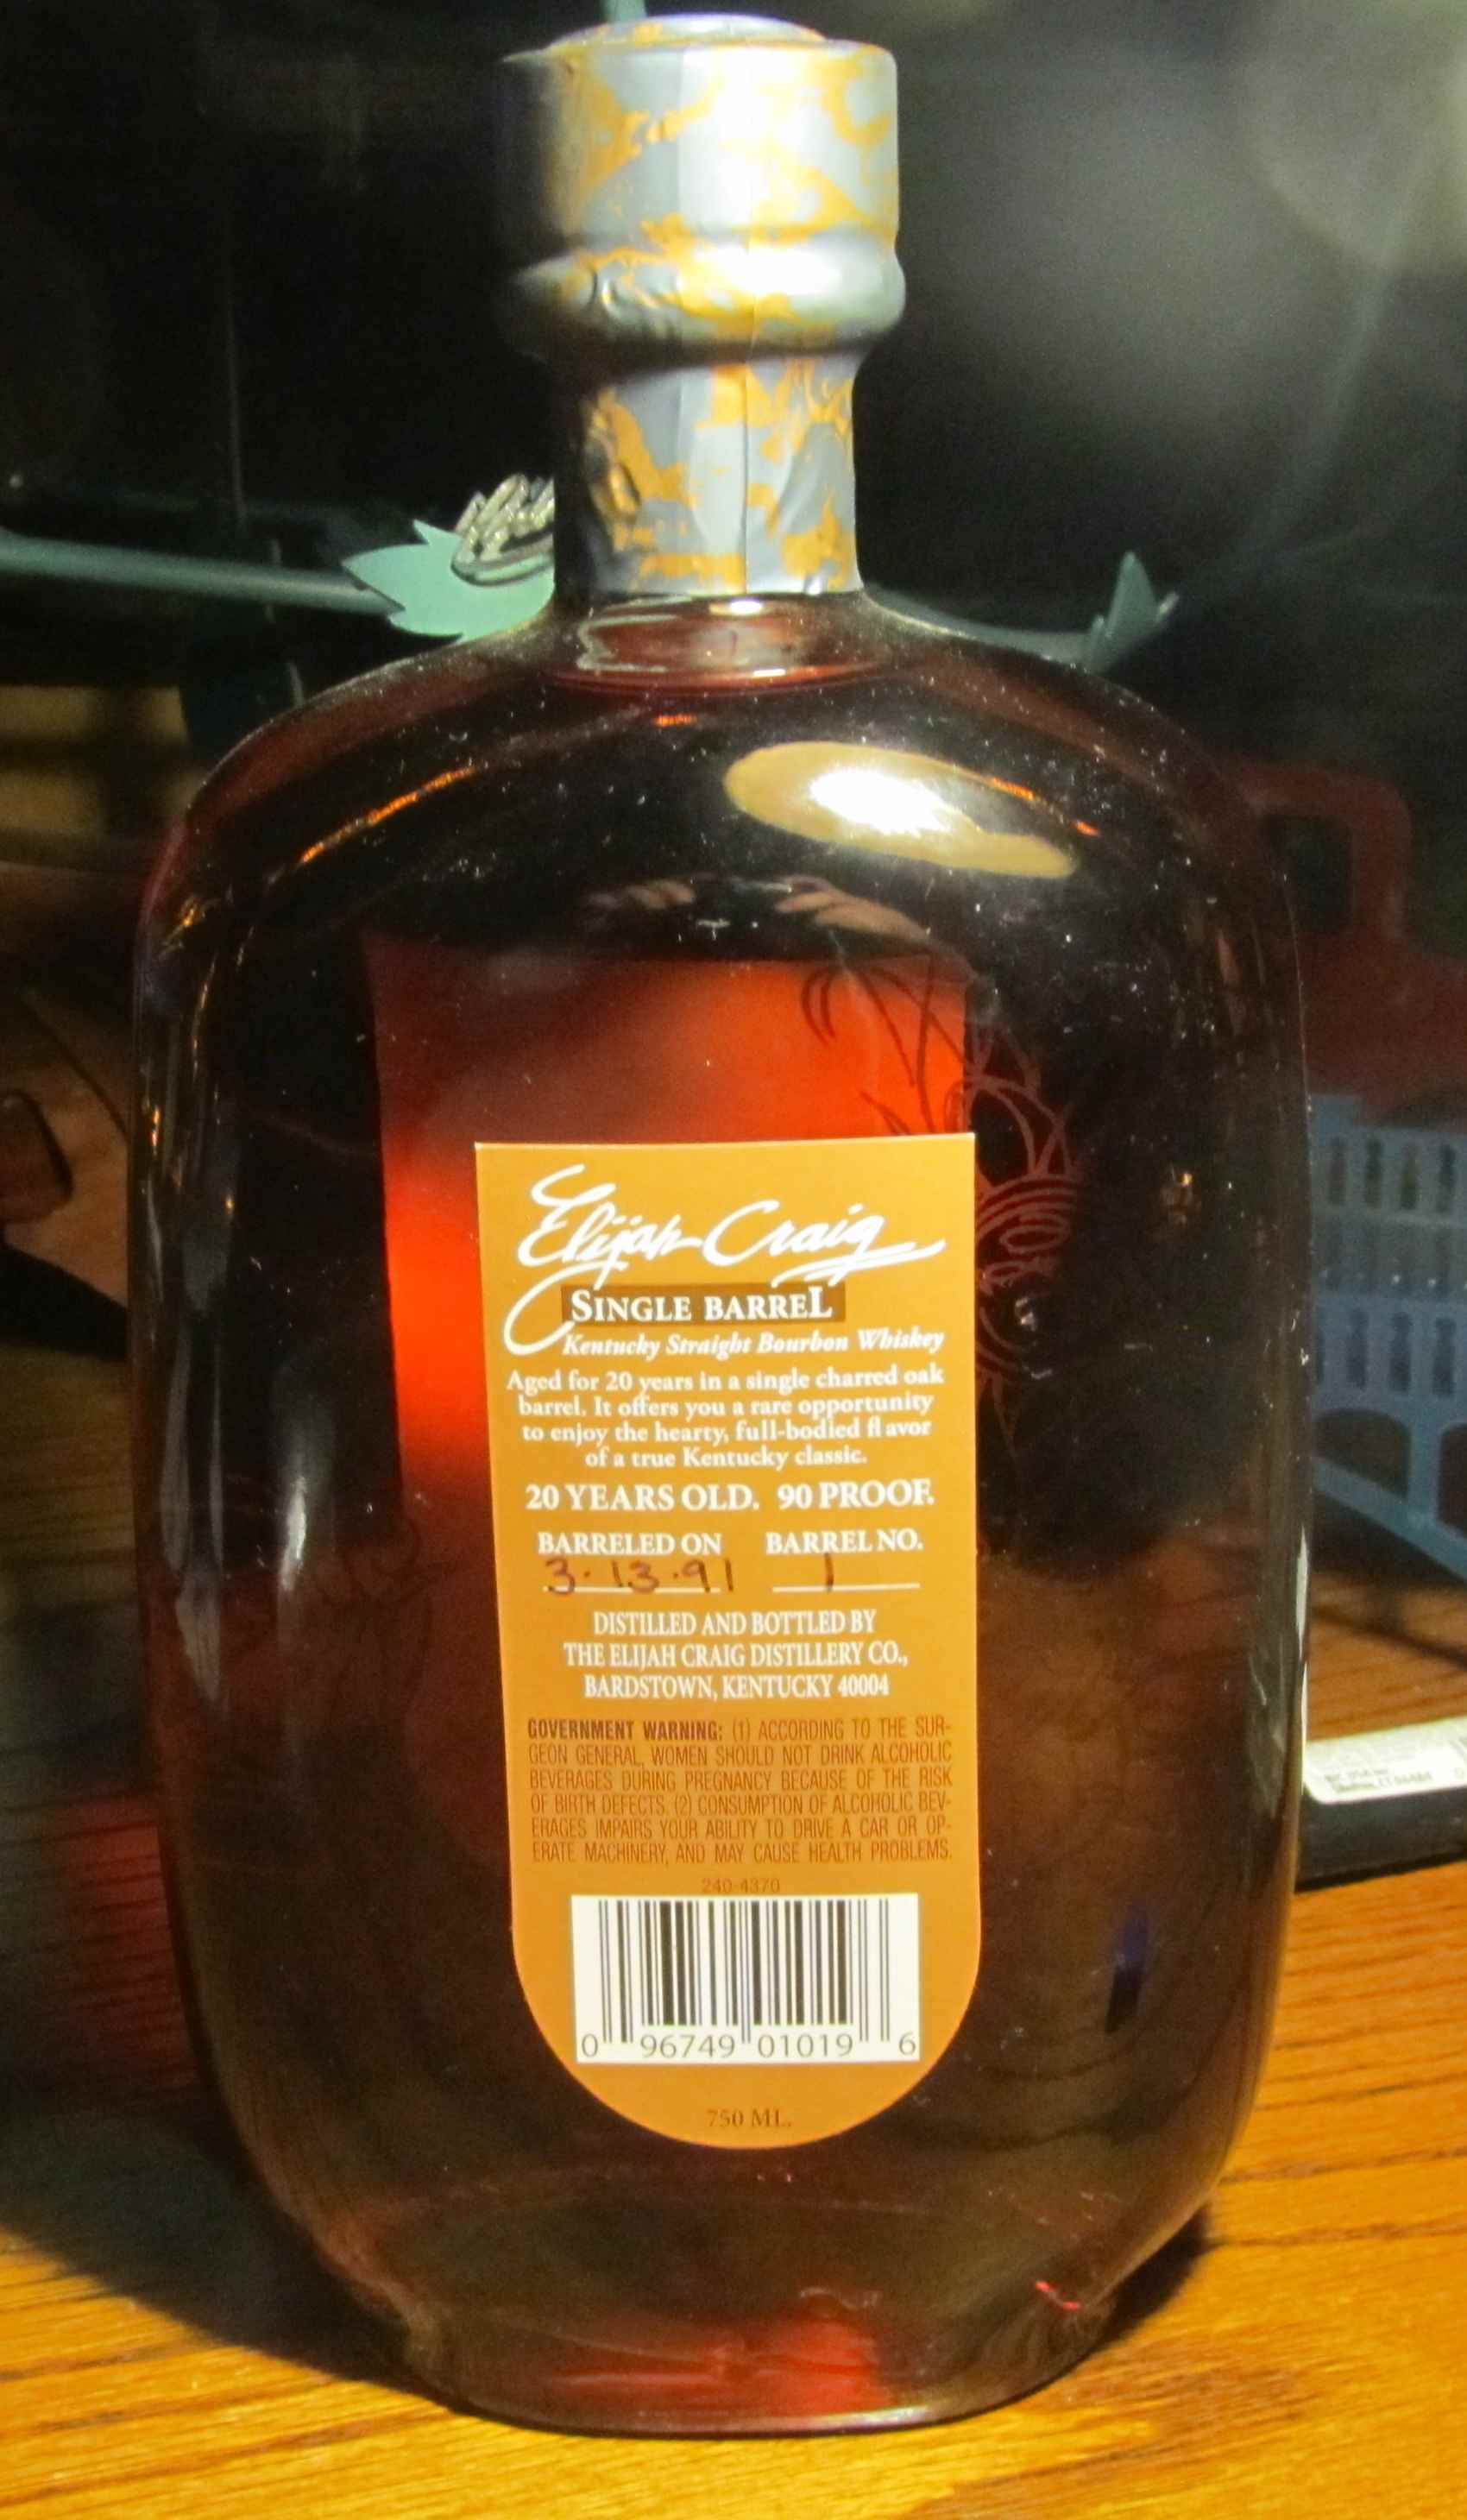 Elijah Craig
SINGLE BARREL
Kentucky Straight Bourbon Whiskey
Aged for 20 years in a single charred oak
barrel. It offers you a rare opportunity
to enjoy the hearty, full-bodied flavor
of a true Kentucky classic.
20 YEARS OLD. 90 PROOF.
BARRELED ON BARREL NO.
3·13·91 1
DISTILLED AND BOTTLED BY
THE ELIJAH CRAIG DISTILLERY CO.,
BARDSTOWN, KENTUCKY 40004
GOVERNMENT WARNING: (1) ACCORDING TO THE SUR-
GEON GENERAL, WOMEN SHOULD NOT DRINK ALCOHOLIC
BEVERAGES DURING PREGNANCY BECAUSE OF THE RISK
OF BIRTH DEFECTS. (2) CONSUMPTION OF ALCOHOLIC BEV-
ERAGES IMPAIRS YOUR ABILITY TO DRIVE A CAR OR OP-
ERATE MACHINERY, AND MAY CAUSE HEALTH PROBLEMS.
240-4370
0 96749 01019 6
750 ML.